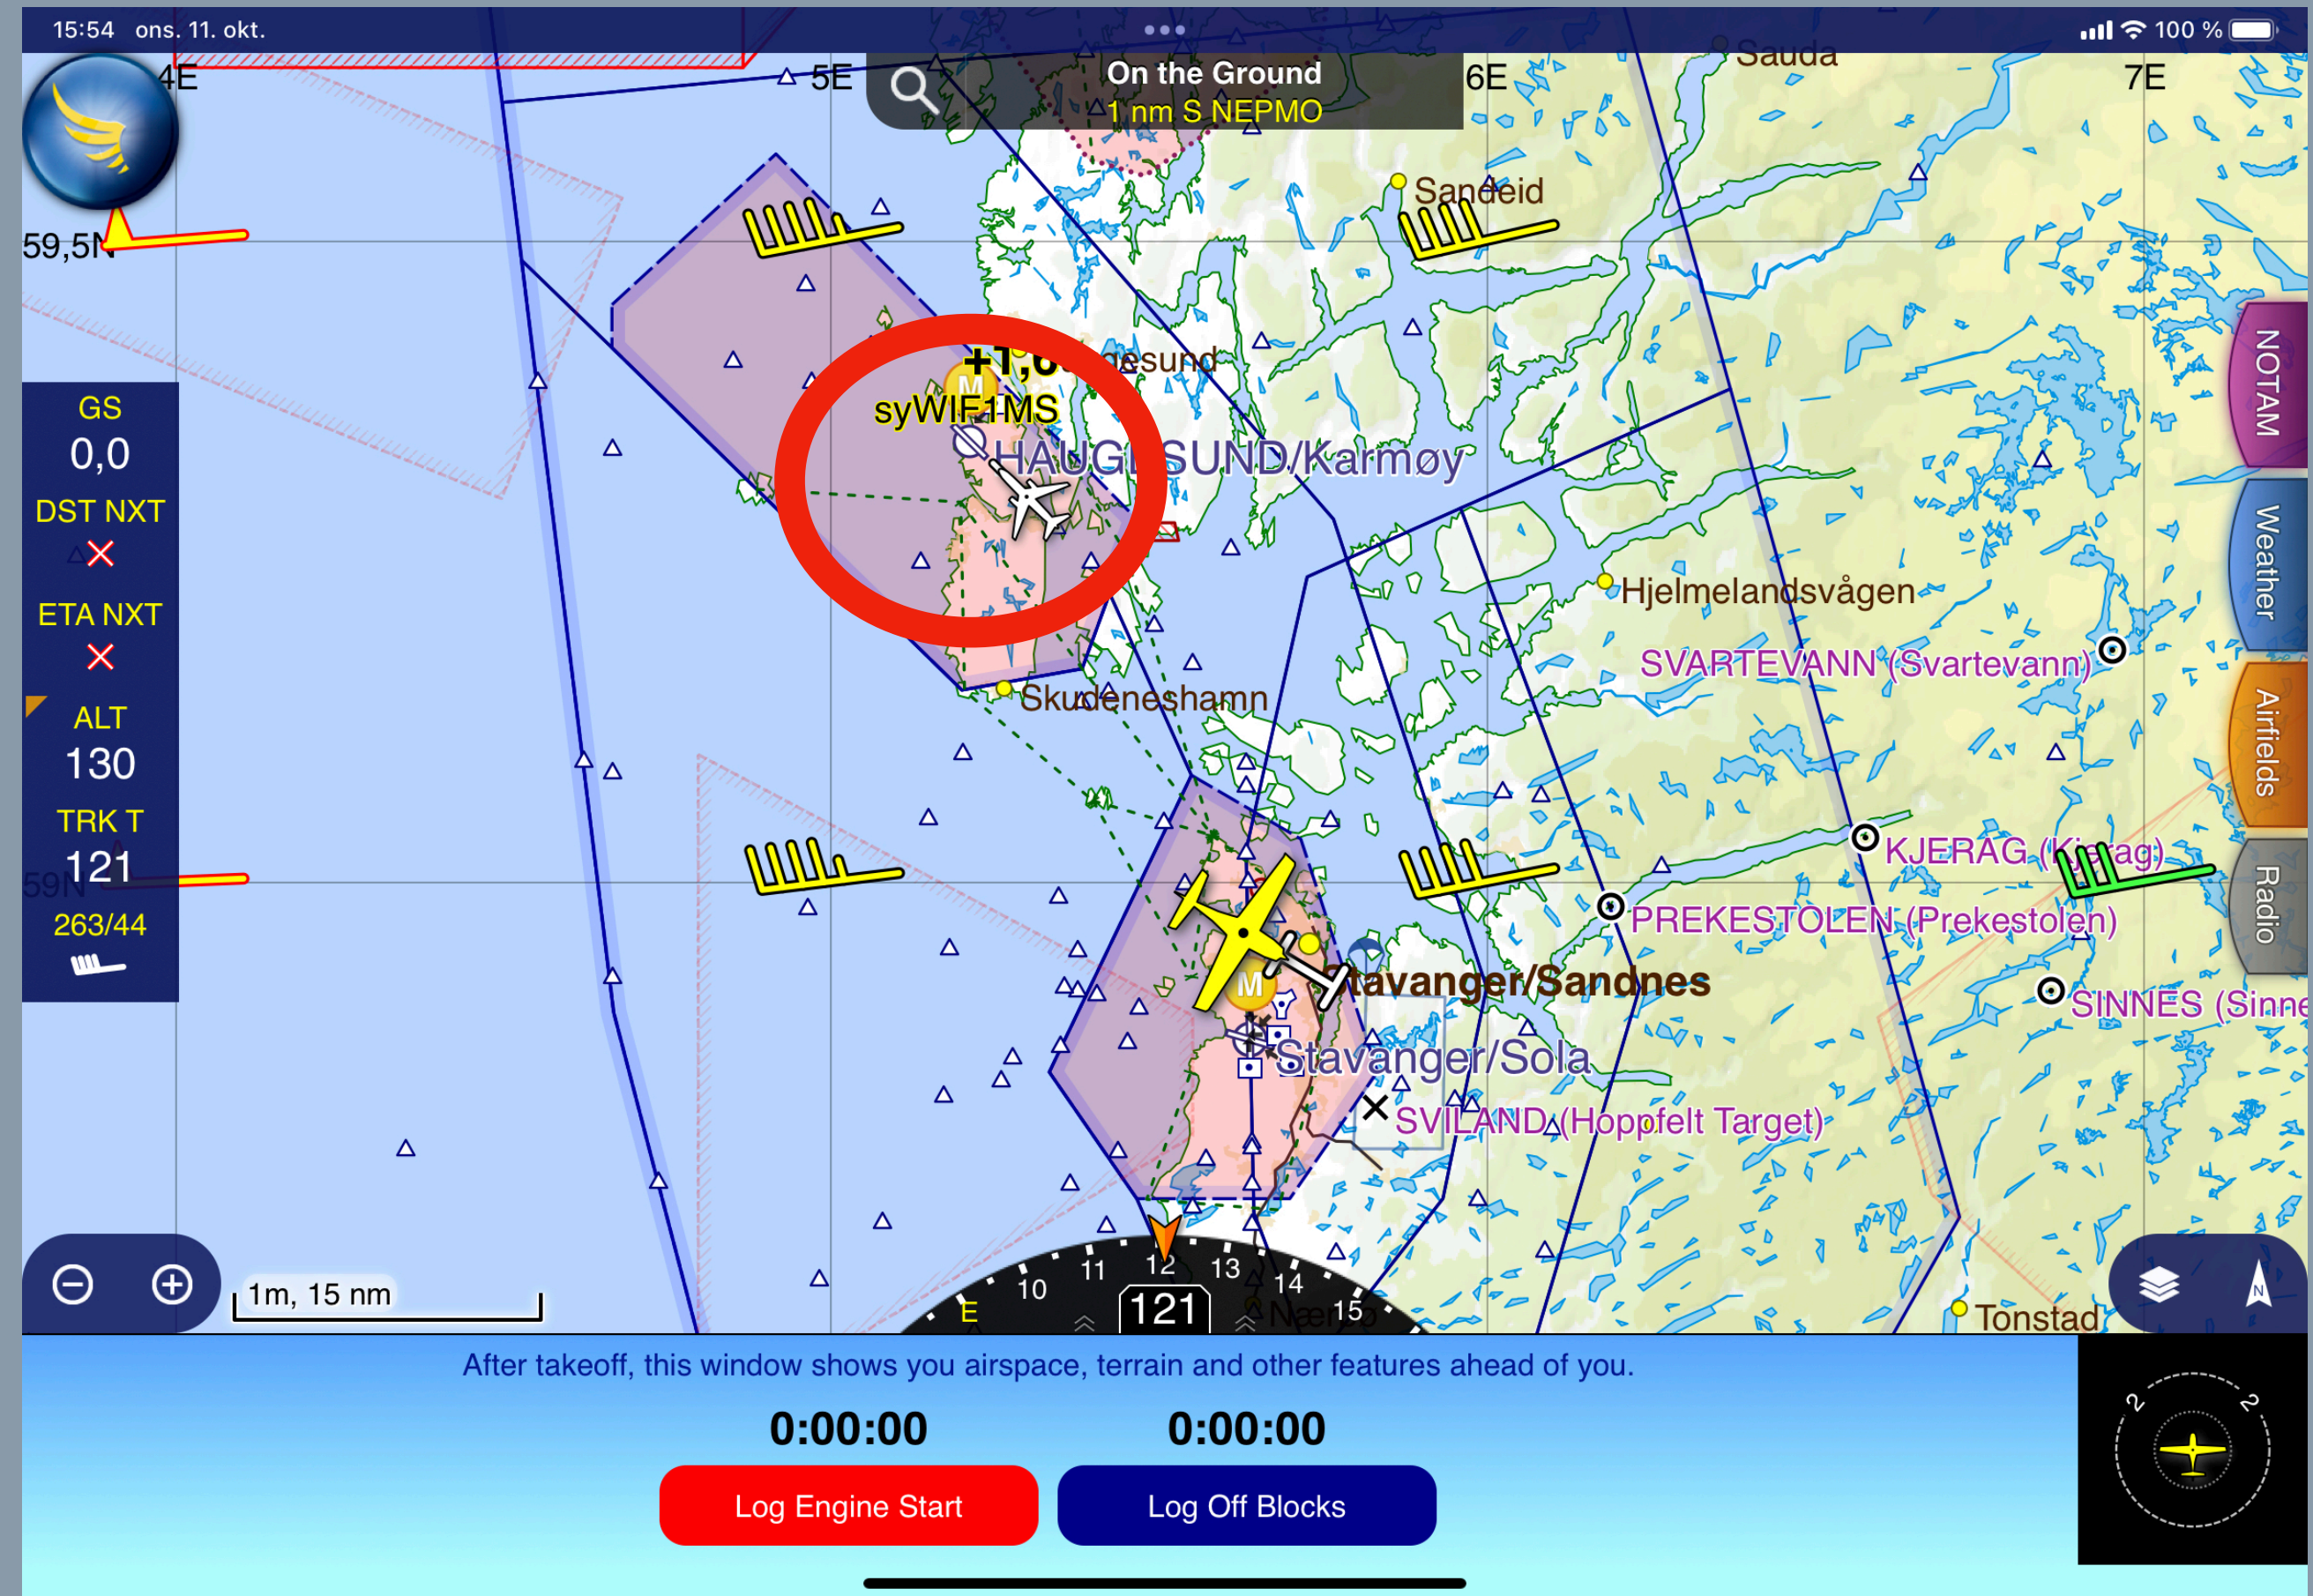 15:54 ons. 11. okt.
100 %
4E
5E
6E
7E
On the Ground
1 nm S NEPMO
Sauda
Sandeid
59,5N
+1,6
syWIF1MS
HAUGESUND/Karmøy
NOTAM
Weather
Airfields
Radio
GS
0,0
DST NXT
ETA NXT
ALT
130
TRK T
121
263/44
59N
M
Hjelmelandsvågen
SVARTEVANN (Svartevann)
Skudeneshamn
KJERAG (Kjerag)
PREKESTOLEN (Prekestolen)
M
Stavanger/Sandnes
SINNES (Sinne
Stavanger/Sola
SVILAND (Hoppfelt Target)
1m, 15 nm
E 10 11 12 13 14 15
121
Nærbø
N
Tonstad
After takeoff, this window shows you airspace, terrain and other features ahead of you.
0:00:00 0:00:00
Log Engine Start Log Off Blocks
2 2